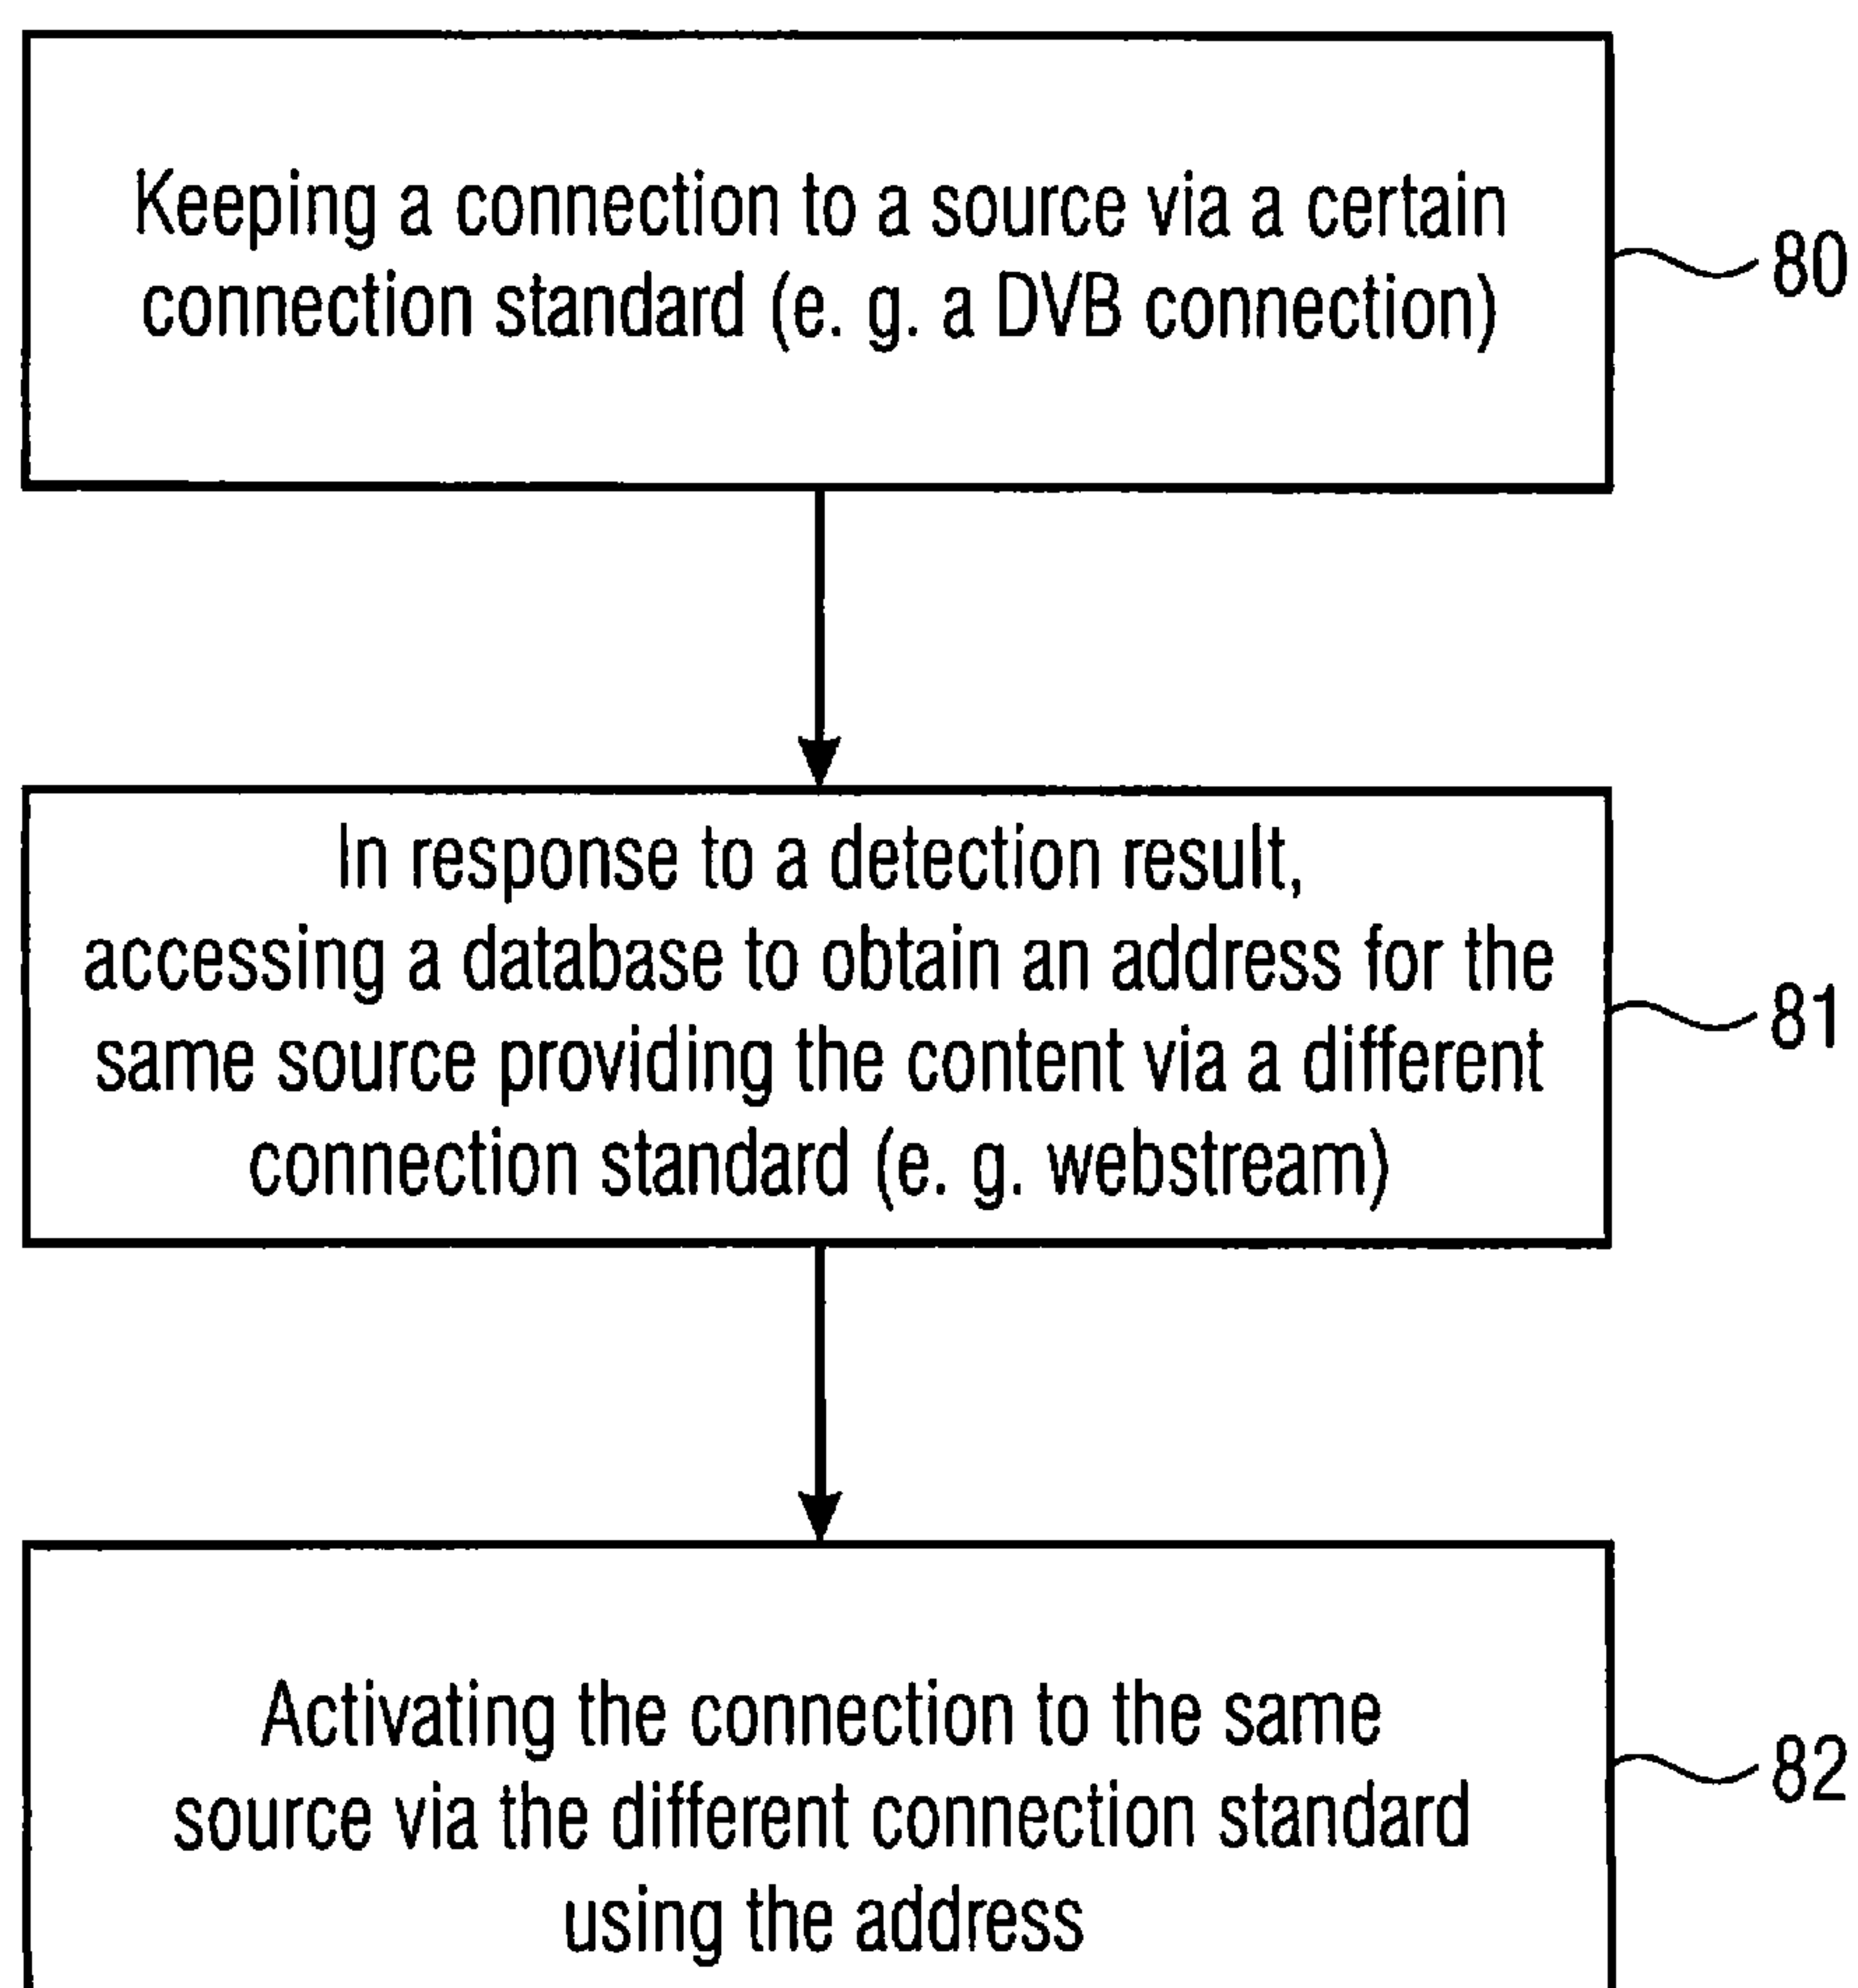 Keeping a connection to a source via a certain
connection standard (e. g. a DVB connection)
80
In response to a detection result,
accessing a database to obtain an address for the
same source providing the content via a different
connection standard (e. g. webstream)
81
Activating the connection to the same
source via the different connection standard
using the address
82